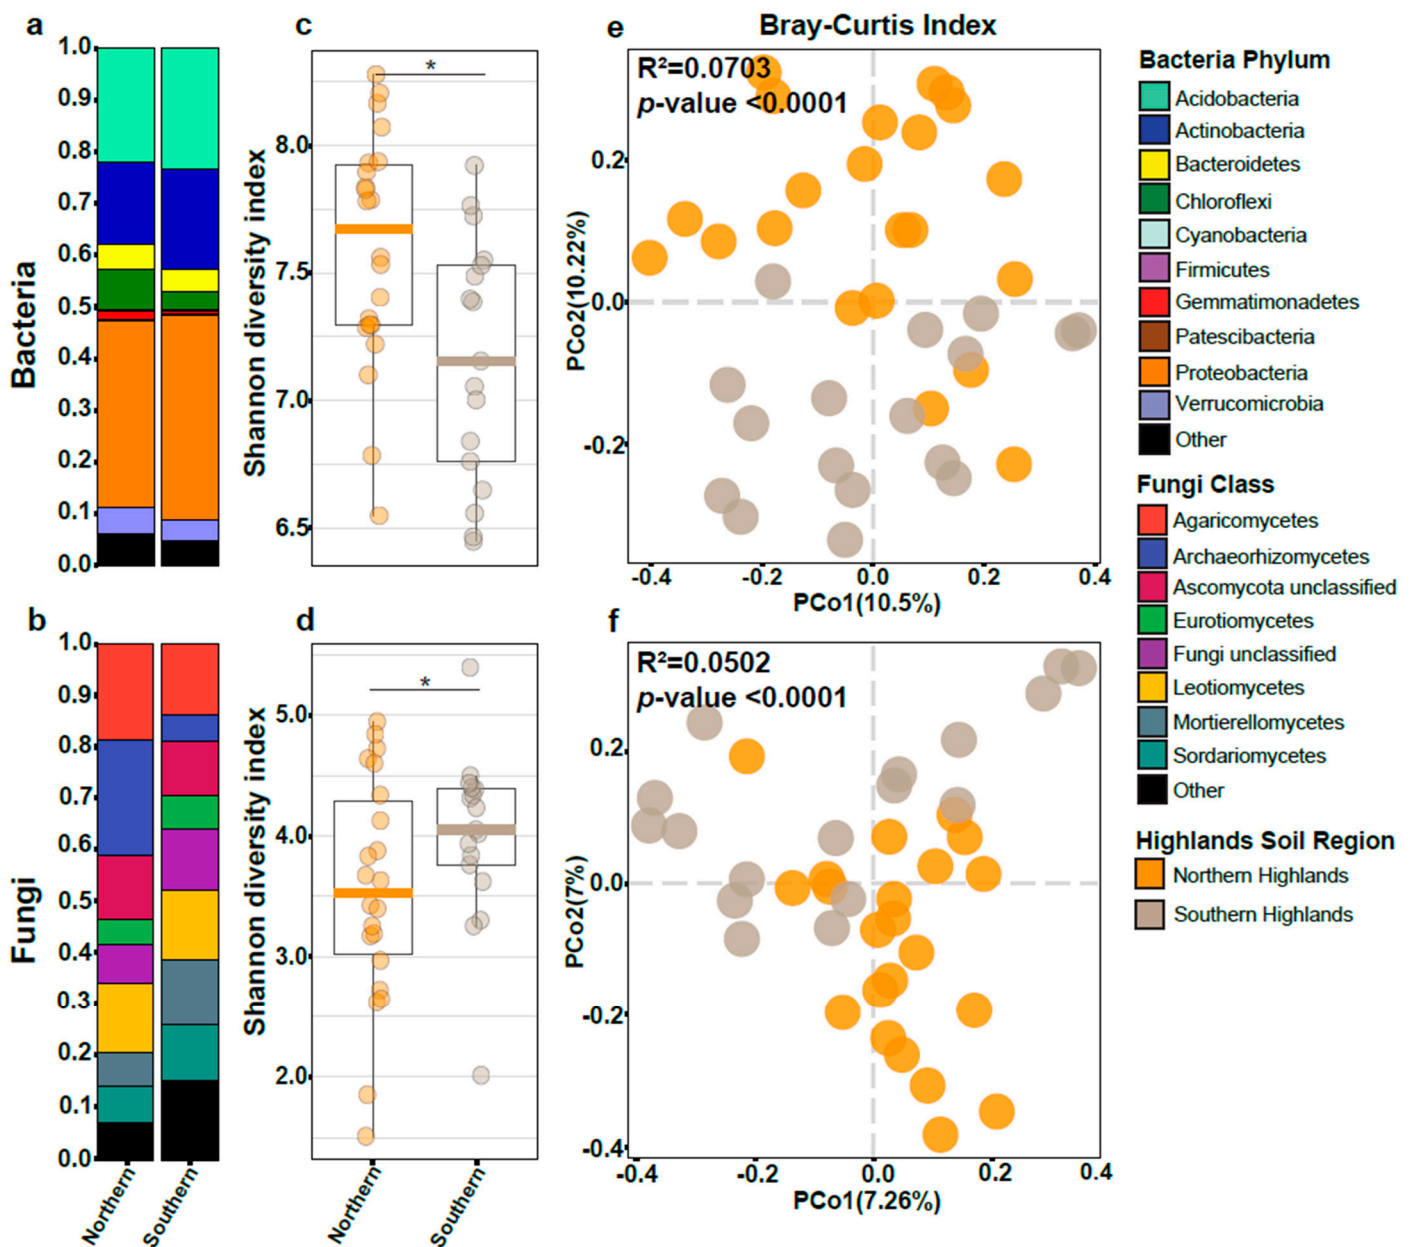 a
Bacteria
1.0
0.9
0.8
0.7
0.6
0.5
0.4
0.3
0.2
0.1
0.0
c
Shannon diversity index
8.0
7.5
7.0
6.5
*
e
Bray-Curtis Index
R²=0.0703
p-value <0.0001
PCo2(10.22%)
0.2
0.0
-0.2
-0.4
-0.2
0.0
0.2
0.4
PCo1(10.5%)
b
Fungi
1.0
0.9
0.8
0.7
0.6
0.5
0.4
0.3
0.2
0.1
0.0
Northern
Southern
d
Shannon diversity index
5.0
4.0
3.0
2.0
*
Northern
Southern
f
R²=0.0502
p-value <0.0001
PCo2(7%)
0.2
0.0
-0.2
-0.4
-0.4
-0.2
0.0
0.2
0.4
PCo1(7.26%)
Bacteria Phylum
Acidobacteria
Actinobacteria
Bacteroidetes
Chloroflexi
Cyanobacteria
Firmicutes
Gemmatimonadetes
Patescibacteria
Proteobacteria
Verrucomicrobia
Other
Fungi Class
Agaricomycetes
Archaeorhizomycetes
Ascomycota unclassified
Eurotiomycetes
Fungi unclassified
Leotiomycetes
Mortierellomycetes
Sordariomycetes
Other
Highlands Soil Region
Northern Highlands
Southern Highlands